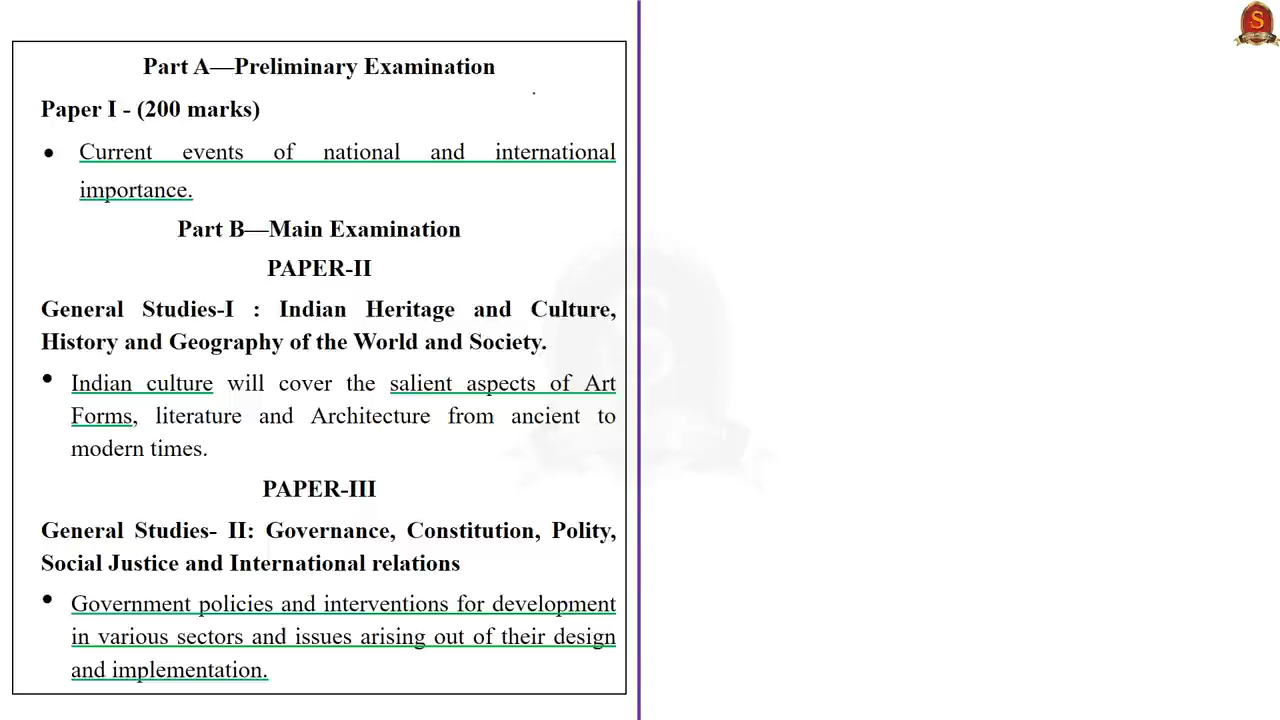 S
Part A—Preliminary Examination
Paper I - (200 marks)
• Current events of national and international
importance.
Part B—Main Examination
PAPER-II
General Studies-I : Indian Heritage and Culture,
History and Geography of the World and Society.
• Indian culture will cover the salient aspects of Art
Forms, literature and Architecture from ancient to
modern times.
PAPER-III
General Studies- II: Governance, Constitution, Polity,
Social Justice and International relations
• Government policies and interventions for development
in various sectors and issues arising out of their design
and implementation.